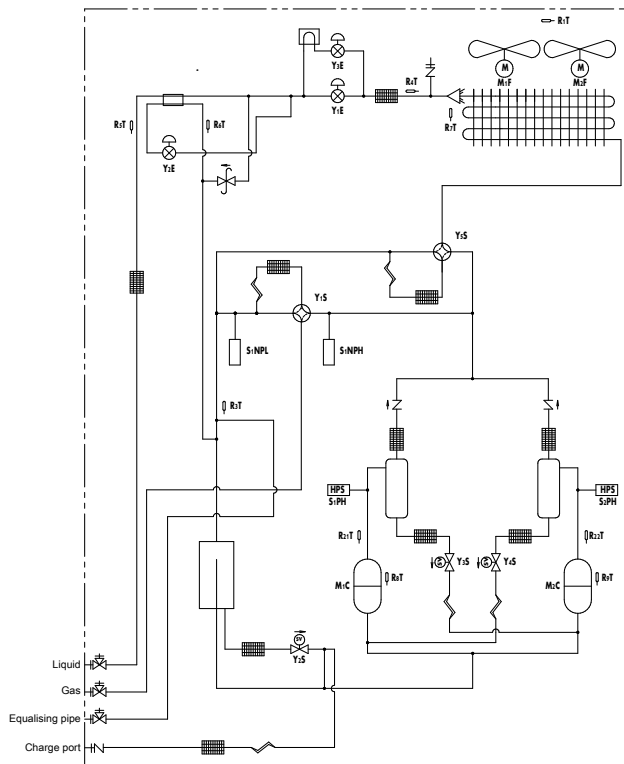 R1T
M
M
M1F
M2F
Y3E
R4T
Y1E
R7T
R5T
R6T
Y2E
Y5S
Y1S
S1NPL
S1NPH
R3T
HPS
S1PH
HPS
S2PH
R21T
R22T
Y3S
Y4S
M1C
R8T
M2C
R9T
SV
Y2S
Liquid
Gas
Equalising pipe
Charge port